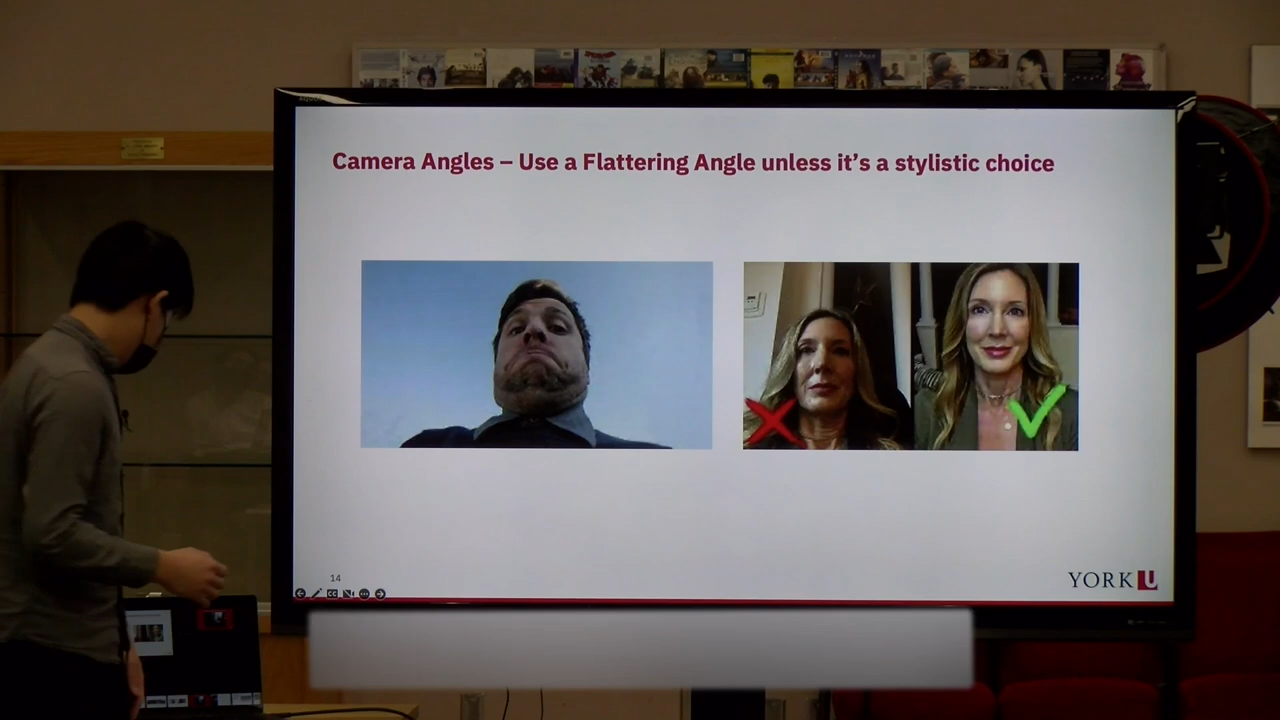 Camera Angles – Use a Flattering Angle unless it's a stylistic choice
14
YORK U